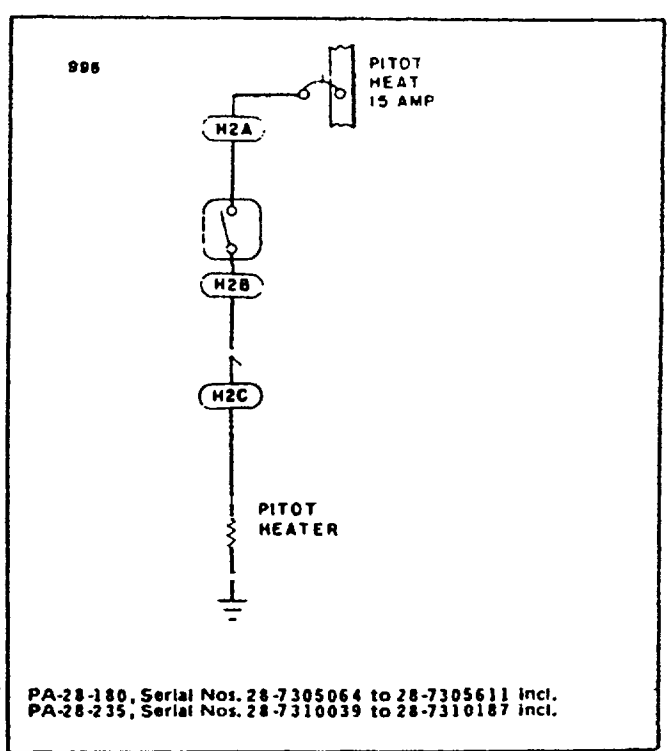 996
PITOT
HEAT
15 AMP
H2A
H2B
H2C
PITOT
HEATER
PA-28-180, Serial Nos. 28-7305064 to 28-7305611 incl.
PA-28-235, Serial Nos. 28-7310039 to 28-7310187 incl.